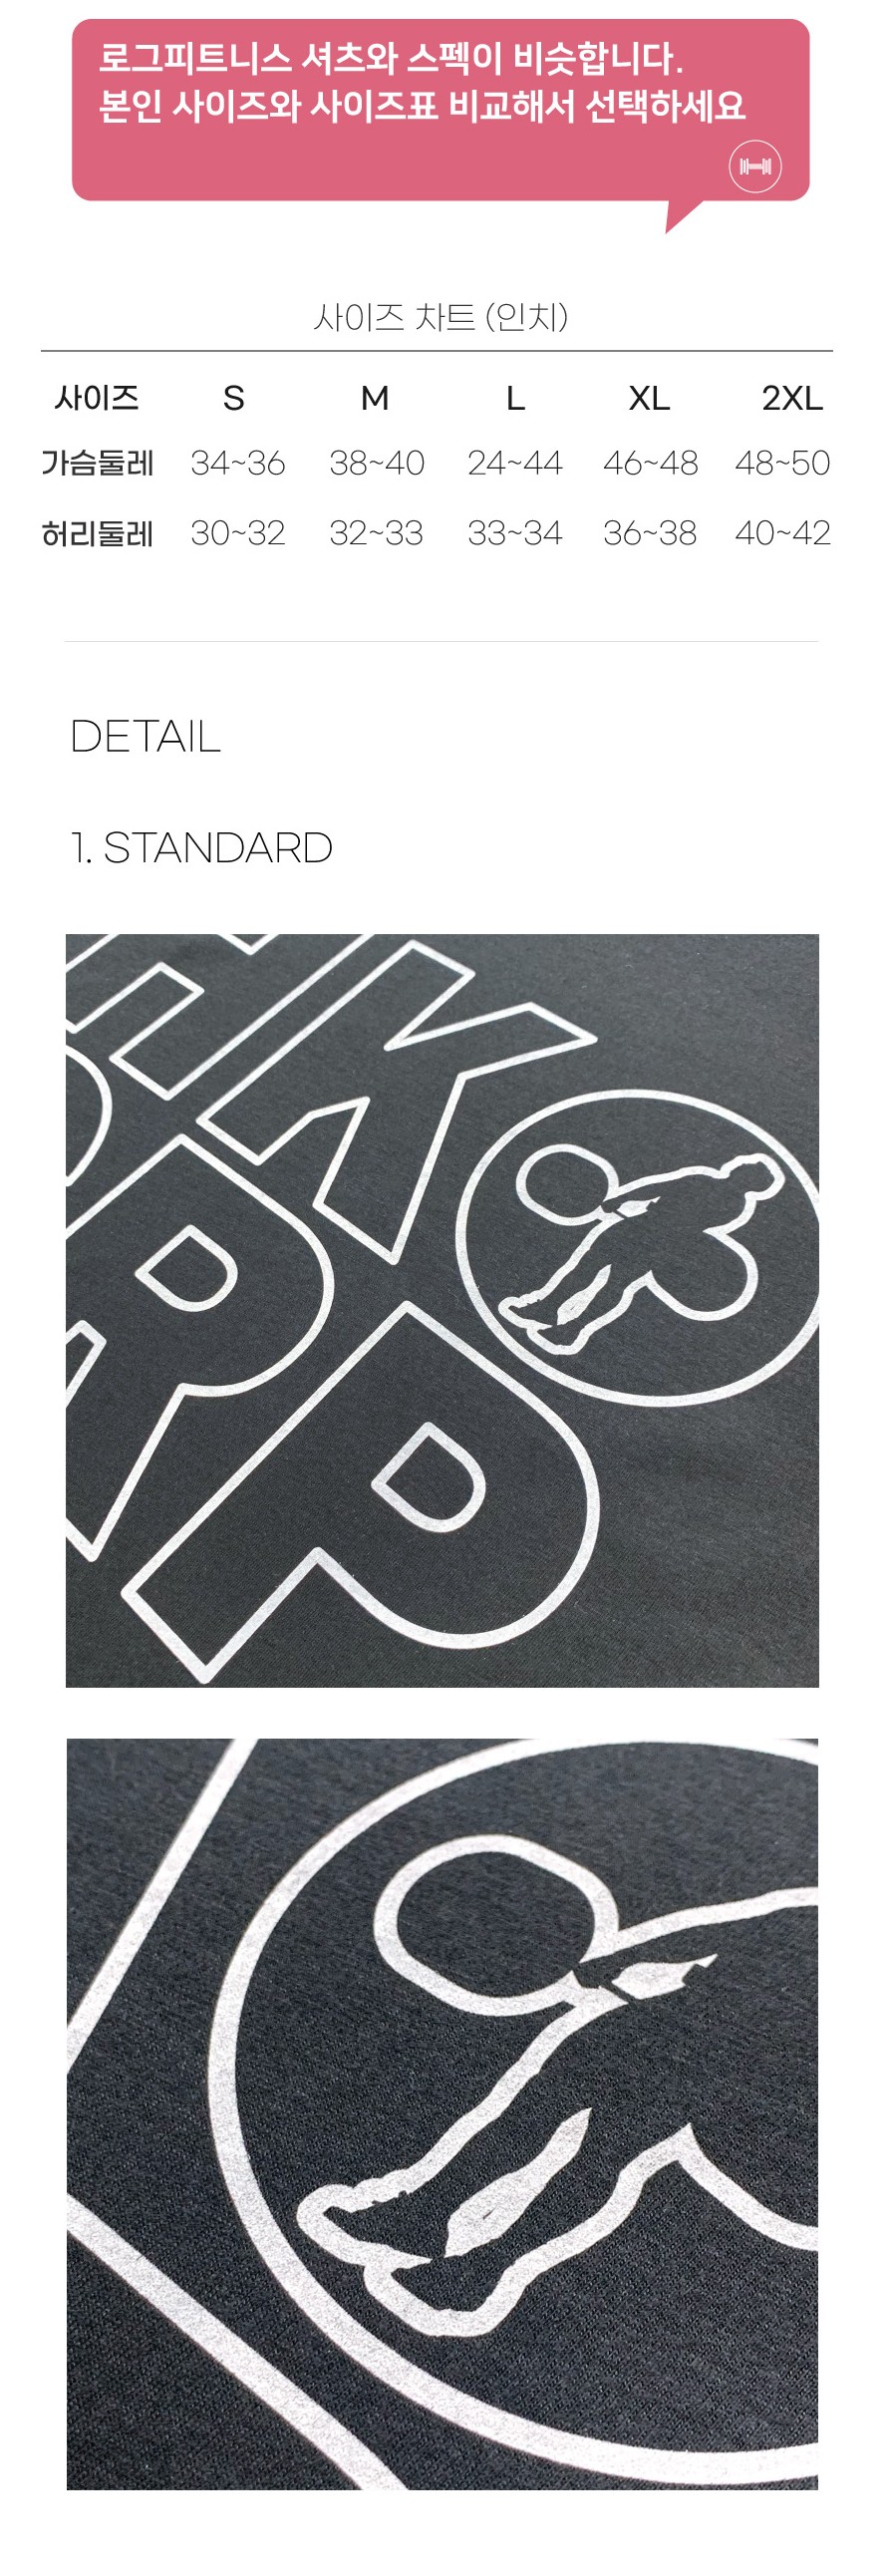 로그피트니스 셔츠와 스펙이 비슷합니다.
본인 사이즈와 사이즈표 비교해서 선택하세요
사이즈 차트 (인치)
사이즈 S M L XL 2XL
가슴둘레 34~36 38~40 24~44 46~48 48~50
허리둘레 30~32 32~33 33~34 36~38 40~42
DETAIL
1. STANDARD
HK
RP